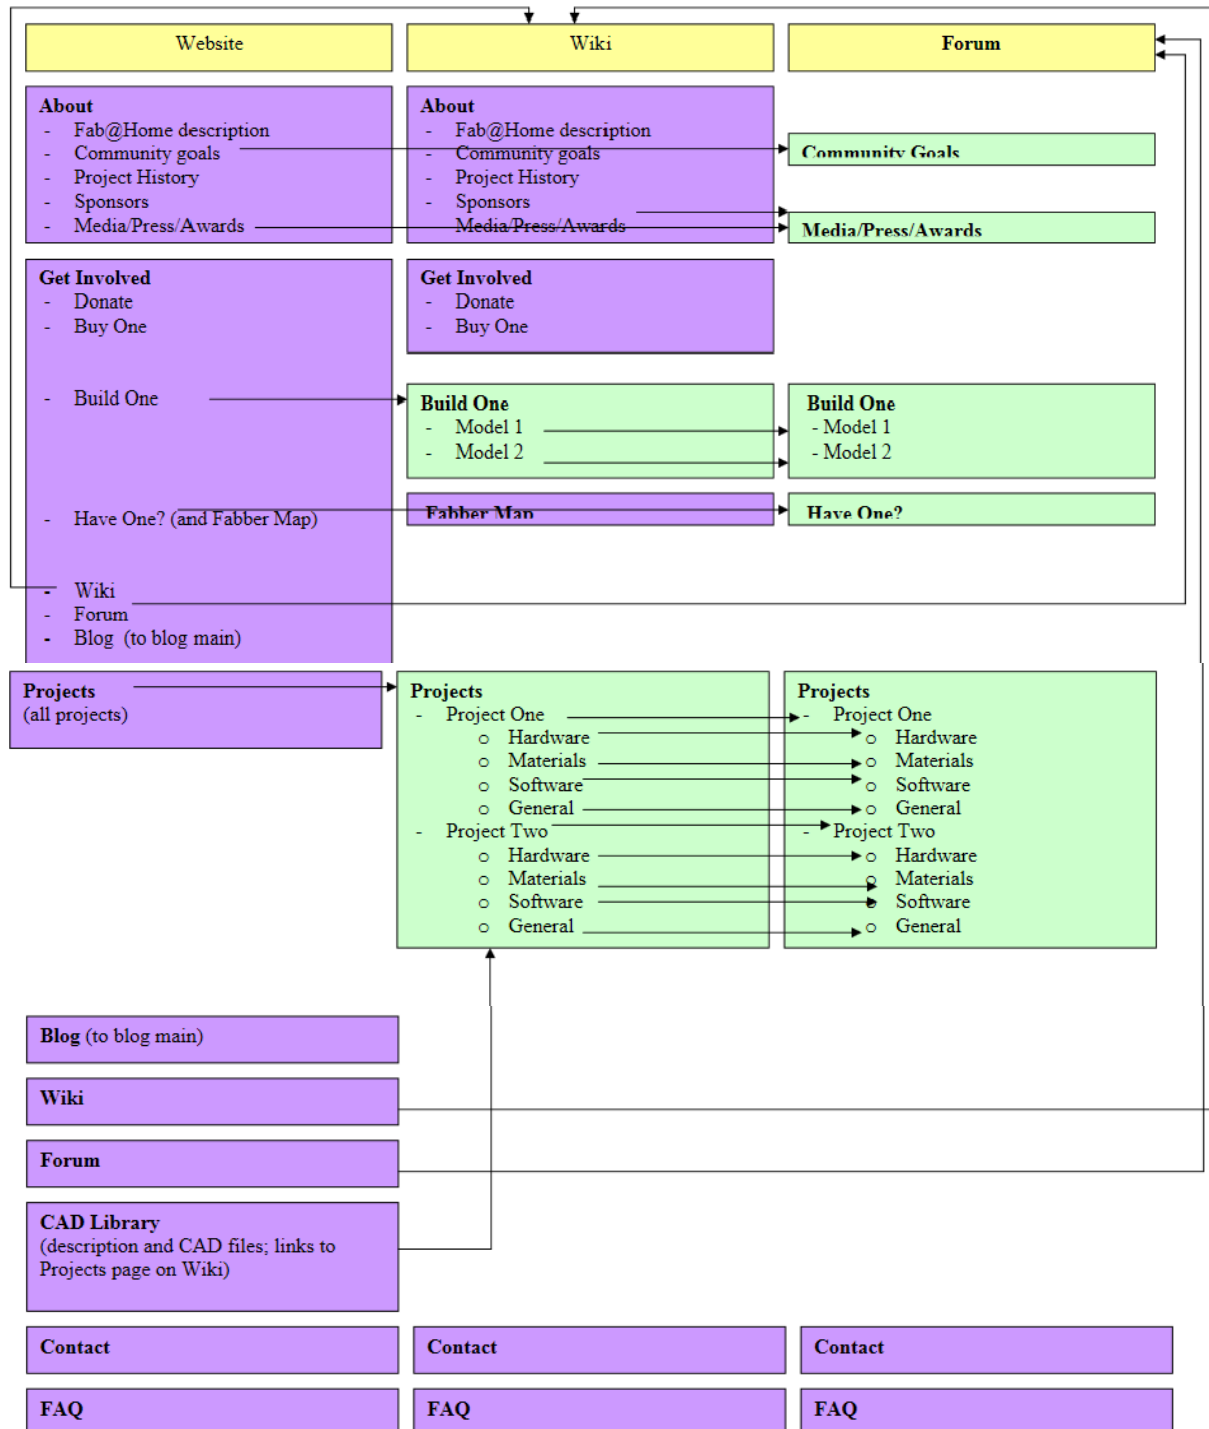 Website
Wiki
Forum
About
- Fab@Home description
- Community goals
- Project History
- Sponsors
- Media/Press/Awards
About
- Fab@Home description
- Community goals
- Project History
- Sponsors
Media/Press/Awards
Community Goals
Media/Press/Awards
Get Involved
- Donate
- Buy One
- Build One
- Have One? (and Fabber Map)
- Wiki
- Forum
- Blog (to blog main)
Get Involved
- Donate
- Buy One
Build One
- Model 1
- Model 2
Build One
- Model 1
- Model 2
Fabber Map
Have One?
Projects
(all projects)
Projects
- Project One
o Hardware
o Materials
o Software
o General
- Project Two
o Hardware
o Materials
o Software
o General
Projects
- Project One
o Hardware
o Materials
o Software
o General
- Project Two
o Hardware
o Materials
o Software
o General
Blog (to blog main)
Wiki
Forum
CAD Library
(description and CAD files; links to
Projects page on Wiki)
Contact
Contact
Contact
FAQ
FAQ
FAQ